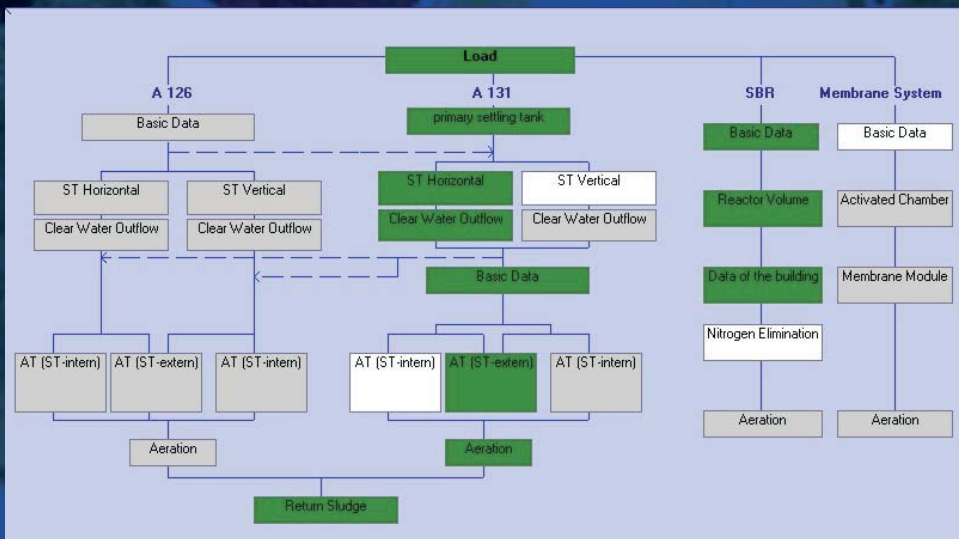 Load
A 126
A 131
SBR
Membrane System
Basic Data
primary settling tank
Basic Data
Basic Data
ST Horizontal
ST Vertical
ST Horizontal
ST Vertical
Reactor Volume
Activated Chamber
Clear Water Outflow
Clear Water Outflow
Clear Water Outflow
Clear Water Outflow
Basic Data
Data of the building
Membrane Module
Nitrogen Elimination
AT (ST-intern)
AT (ST-extern)
AT (ST-intern)
AT (ST-intern)
AT (ST-extern)
AT (ST-intern)
Aeration
Aeration
Aeration
Aeration
Return Sludge